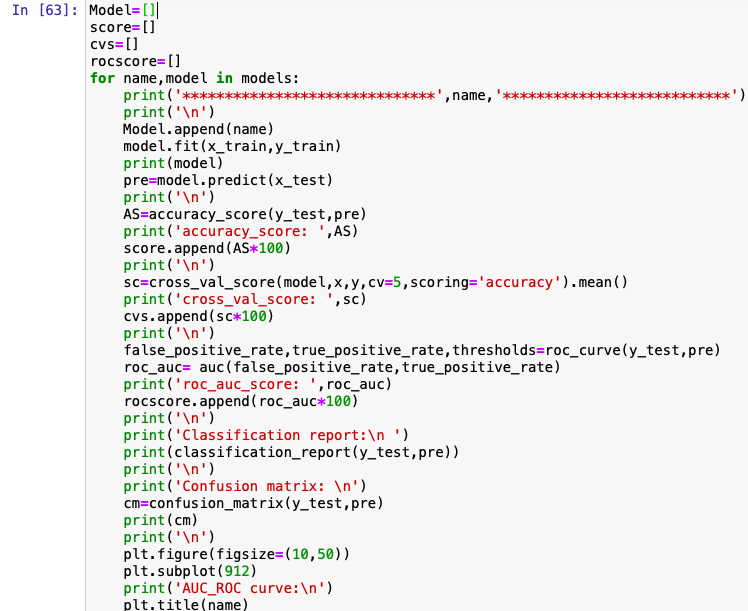 In [63]: Model=[]
score=[]
cvs=[]
rocscore=[]
for name,model in models:
    print('******************************',name,'***************************')
    print('\n')
    Model.append(name)
    model.fit(x_train,y_train)
    print(model)
    pre=model.predict(x_test)
    print('\n')
    AS=accuracy_score(y_test,pre)
    print('accuracy_score: ',AS)
    score.append(AS*100)
    print('\n')
    sc=cross_val_score(model,x,y,cv=5,scoring='accuracy').mean()
    print('cross_val_score: ',sc)
    cvs.append(sc*100)
    print('\n')
    false_positive_rate,true_positive_rate,thresholds=roc_curve(y_test,pre)
    roc_auc= auc(false_positive_rate,true_positive_rate)
    print('roc_auc_score: ',roc_auc)
    rocscore.append(roc_auc*100)
    print('\n')
    print('Classification report:\n ')
    print(classification_report(y_test,pre))
    print('\n')
    print('Confusion matrix: \n')
    cm=confusion_matrix(y_test,pre)
    print(cm)
    print('\n')
    plt.figure(figsize=(10,50))
    plt.subplot(912)
    print('AUC_ROC curve:\n')
    plt.title(name)